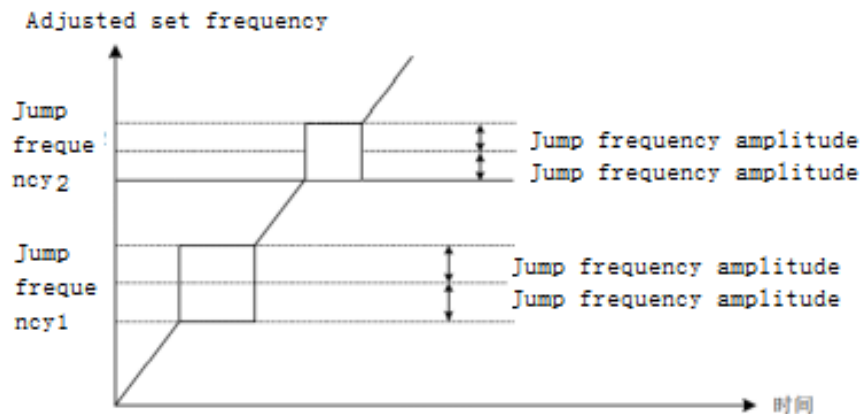 Adjusted set frequency
Jump
freque
ncy2
Jump frequency amplitude
Jump frequency amplitude
Jump
freque
ncy1
Jump frequency amplitude
Jump frequency amplitude
时间